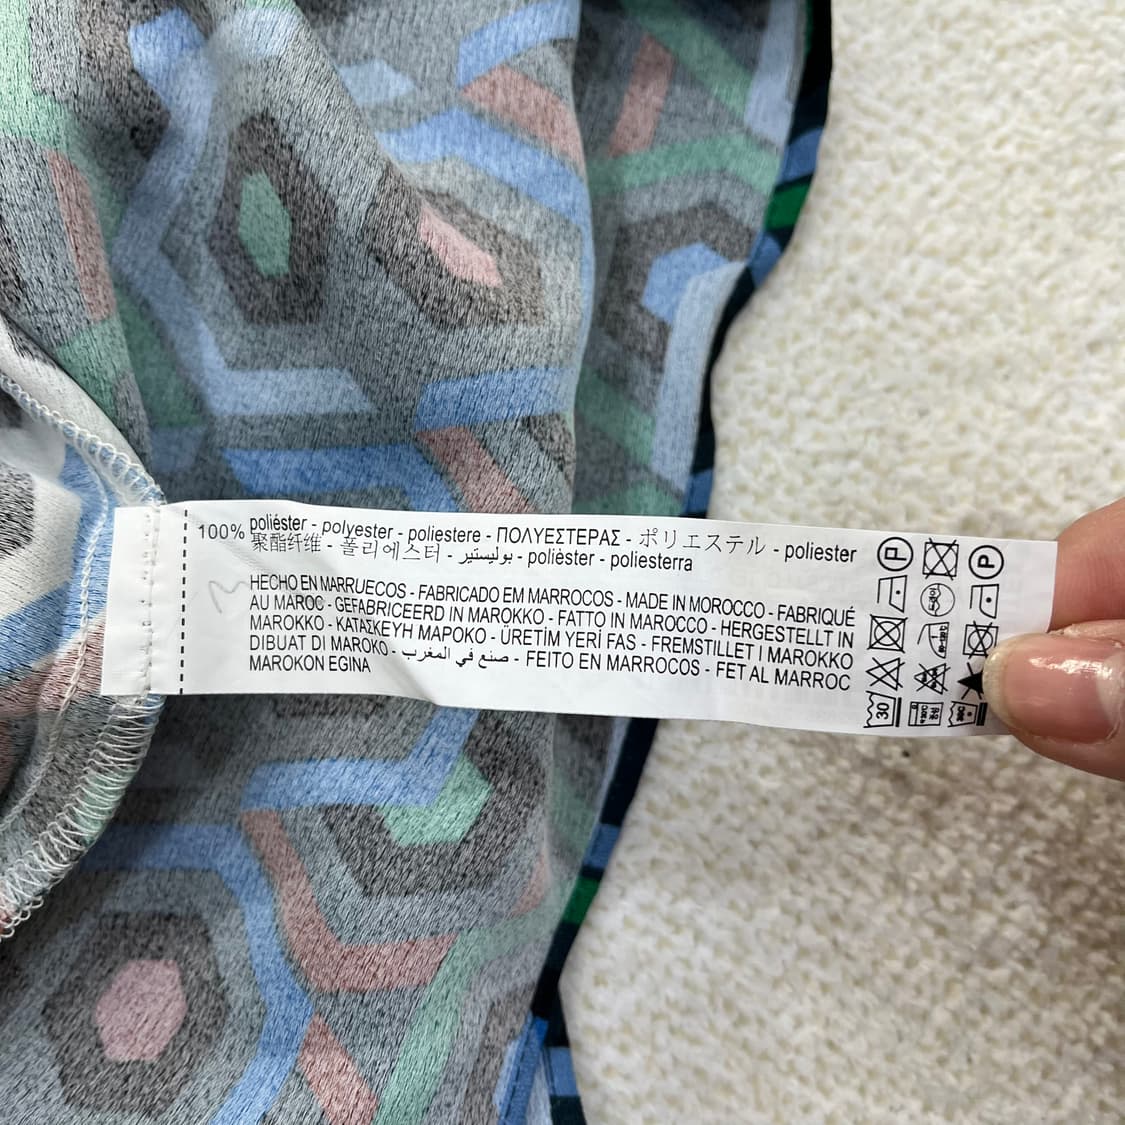 100% poliéster - polyester - poliestere - ΠΟΛΥΕΣΤΕΡΑΣ - ポリエステル - poliester
聚酯纤维 - 폴리에스터 - بوليستير - poliéster - poliesterra
HECHO EN MARRUECOS - FABRICADO EM MARROCOS - MADE IN MOROCCO - FABRIQUÉ
AU MAROC - GEFABRICEERD IN MAROKKO - FATTO IN MAROCCO - HERGESTELLT IN
MAROKKO - ΚΑΤΑΣΚΕΥΗ ΜΑΡΟΚΟ - ÜRETİM YERİ FAS - FREMSTILLET I MAROKKO
DIBUAT DI MAROKO - صنع في المغرب - FEITO EN MARROCOS - FET AL MARROC
MAROKON EGINA
P
P
30